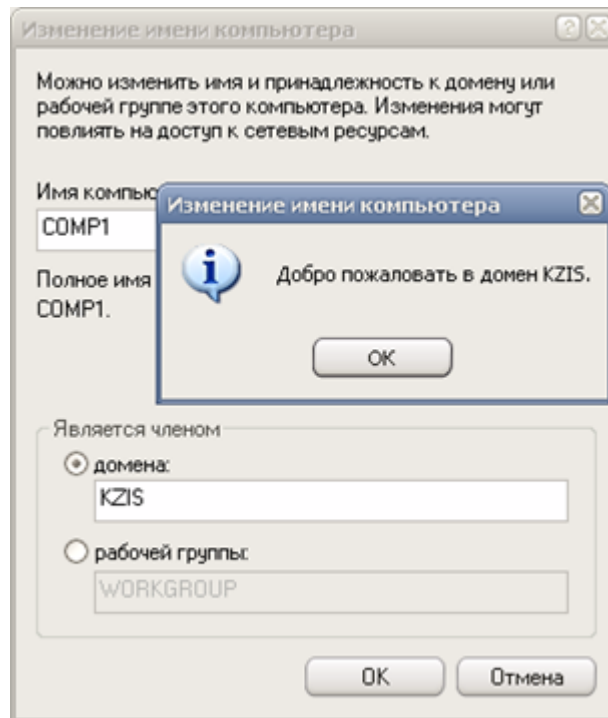 Изменение имени компьютера
Можно изменить имя и принадлежность к домену или
рабочей группе этого компьютера. Изменения могут
повлиять на доступ к сетевым ресурсам.
Имя компью
COMP1
Полное имя
COMP1.
Изменение имени компьютера
Добро пожаловать в домен KZIS.
OK
Является членом
домена:
KZIS
рабочей группы:
WORKGROUP
OK
Отмена